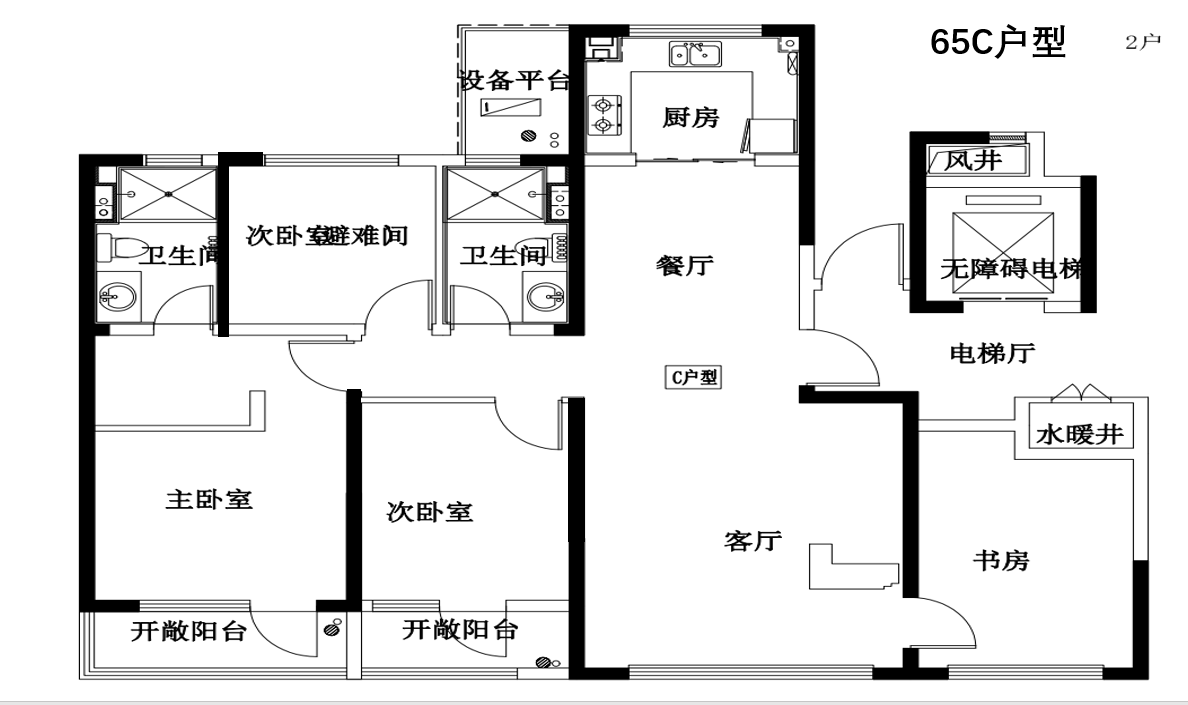 65C户型
2户
设备平台
厨房
风井
卫生间
次卧室
避难间
卫生间
餐厅
无障碍电梯
电梯厅
C户型
水暖井
主卧室
次卧室
客厅
书房
开敞阳台
开敞阳台